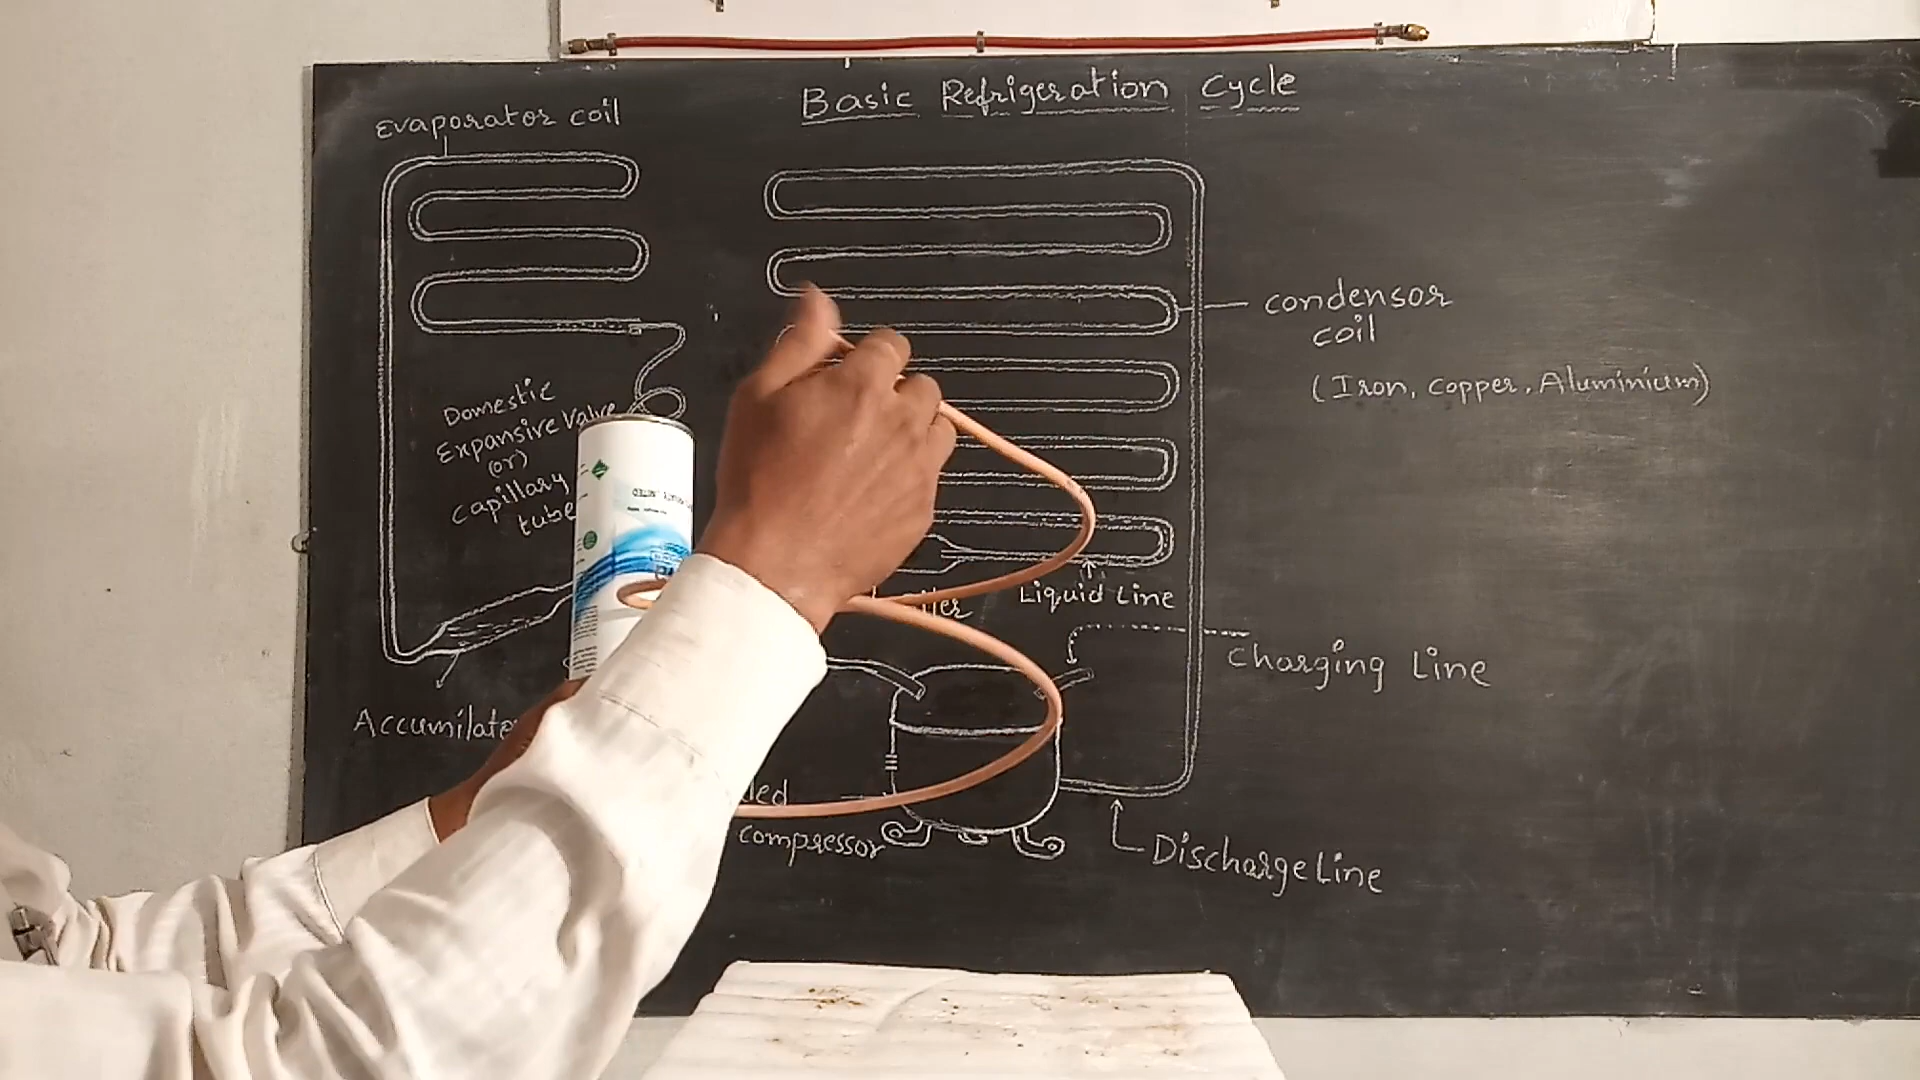 Basic Refrigeration Cycle
Evaporator coil
condensor
coil
(Iron, copper, Aluminium)
Domestic
Expansive Valve
(or)
capillary
tube
Liquid Line
Charging Line
Accumilato
compressor
Discharge Line